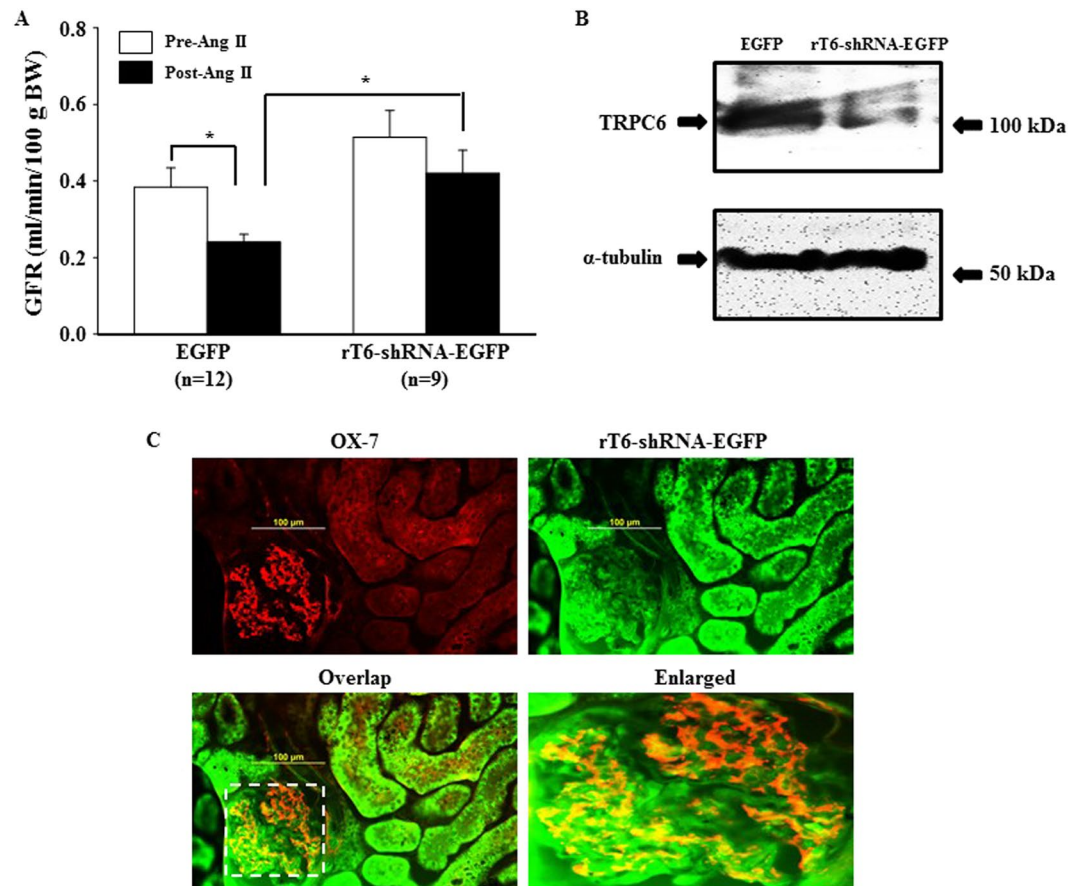 A
0.8
0.6
0.4
0.2
0.0
GFR (ml/min/100 g BW)
Pre-Ang II
Post-Ang II
*
*
EGFP
(n=12)
rT6-shRNA-EGFP
(n=9)
B
EGFP rT6-shRNA-EGFP
TRPC6
100 kDa
α-tubulin
50 kDa
C
OX-7
rT6-shRNA-EGFP
100 µm
100 µm
Overlap
Enlarged
100 µm